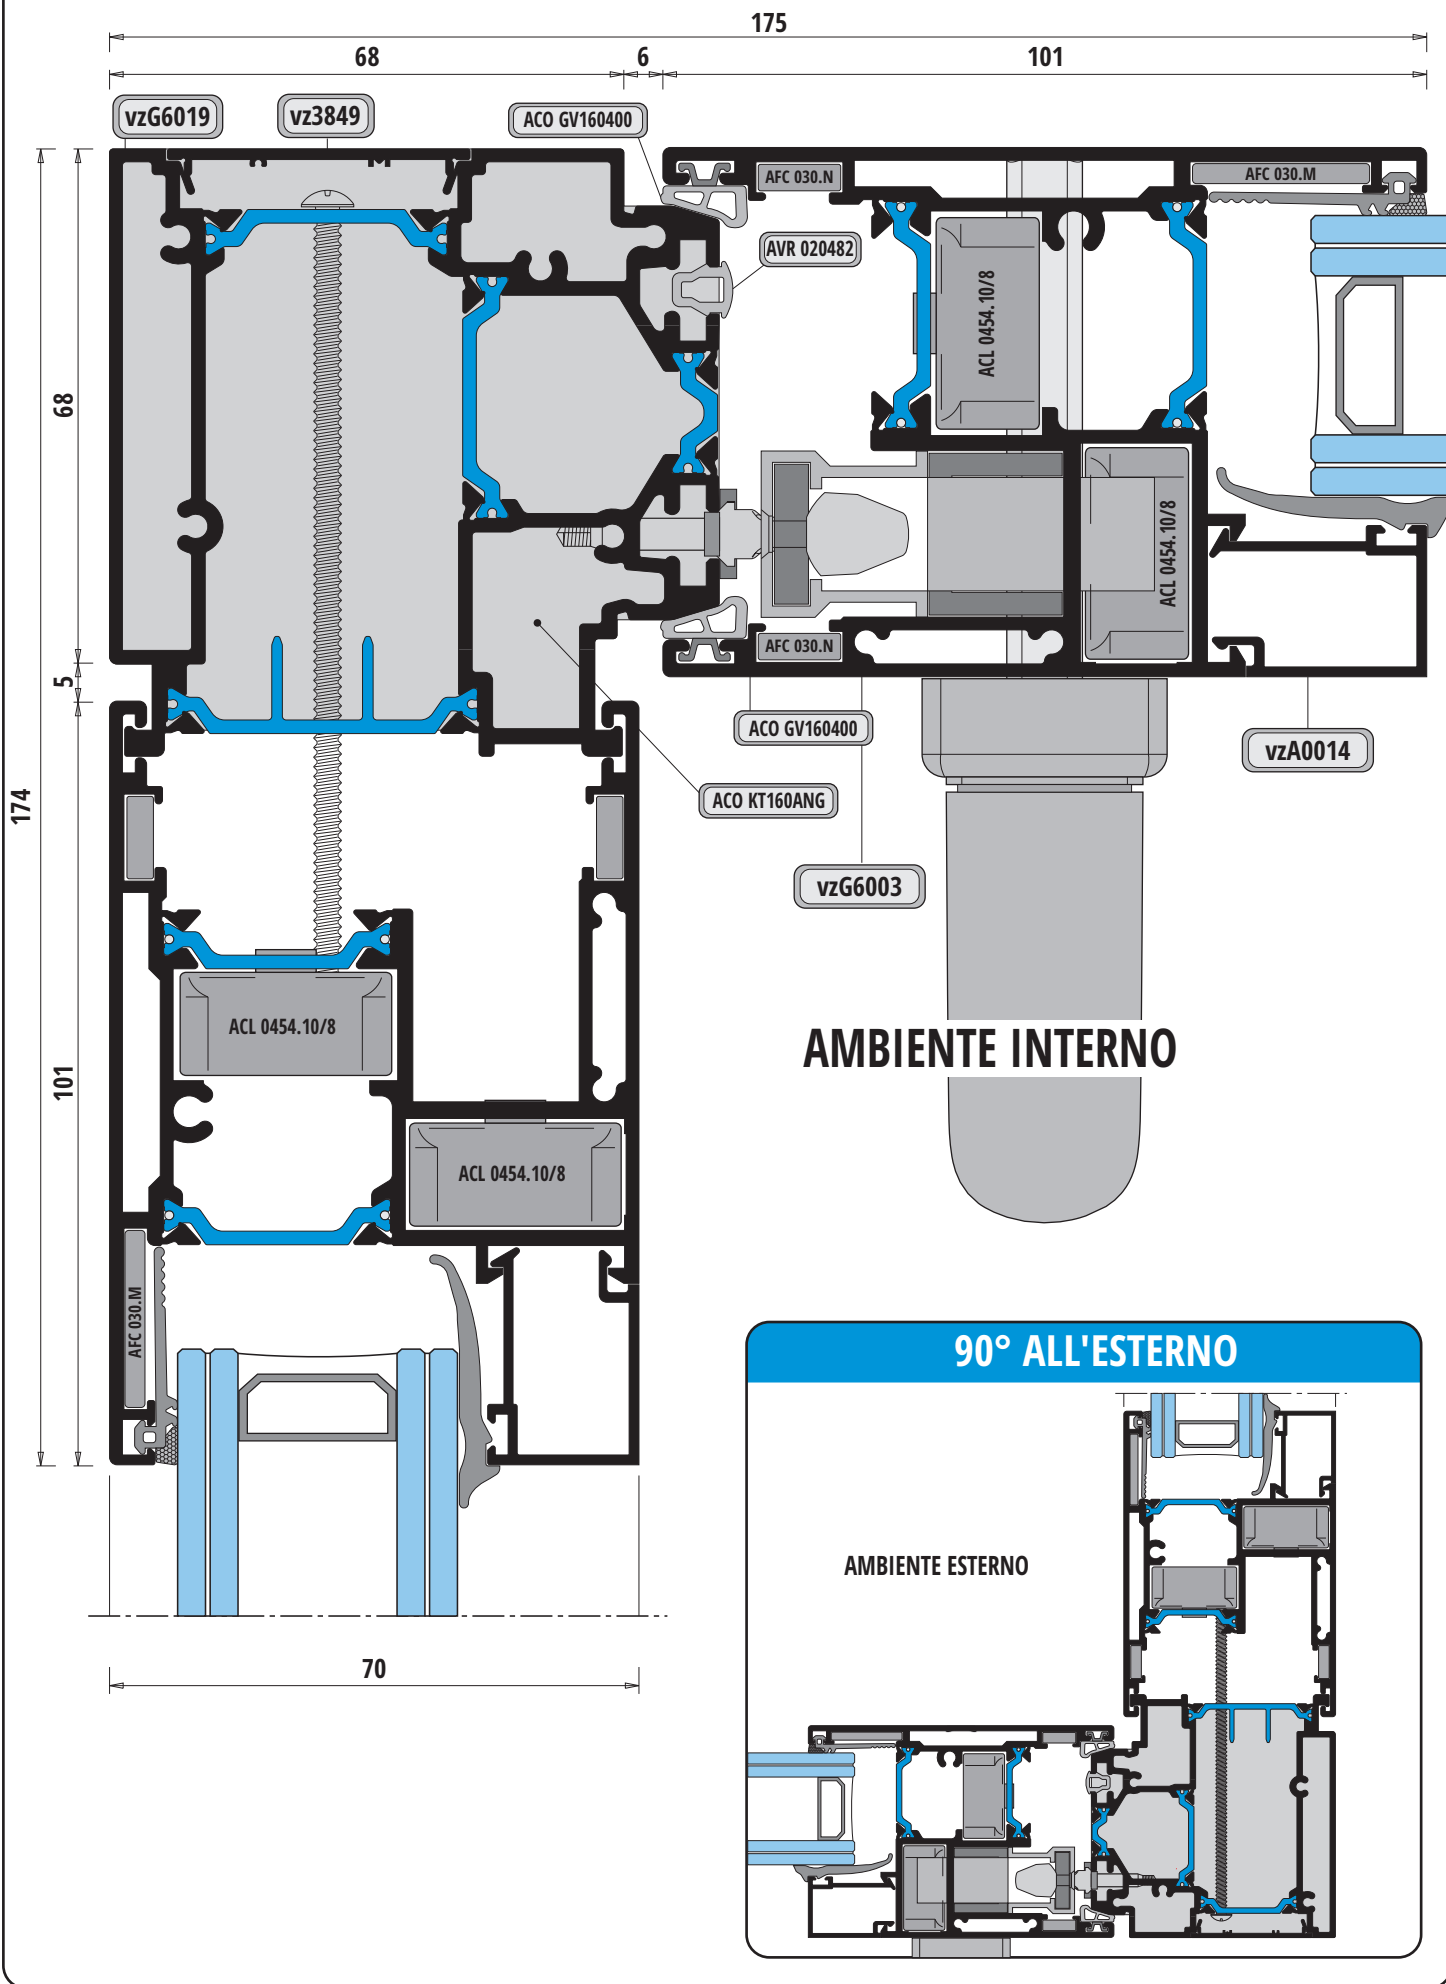 175
68
6
101
vzG6019
vz3849
ACO GV160400
AFC 030.N
AFC 030.M
AVR 020482
ACL 0454.10/8
68
ACL 0454.10/8
AFC 030.N
5
ACO GV160400
vzA0014
ACO KT160ANG
174
vzG6003
ACL 0454.10/8
AMBIENTE INTERNO
101
ACL 0454.10/8
AFC 030.M
90° ALL'ESTERNO
AMBIENTE ESTERNO
70